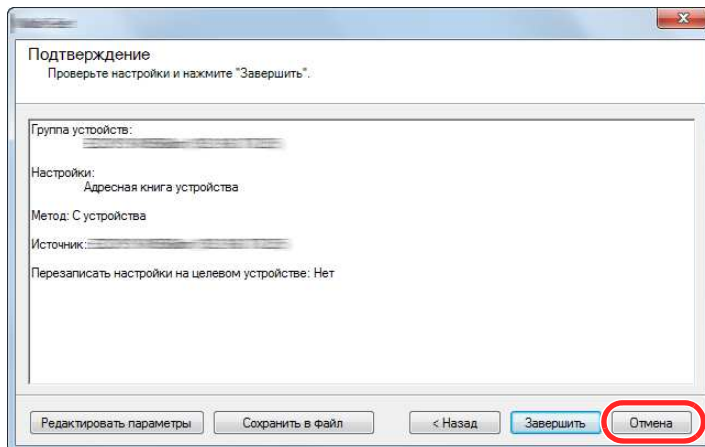 Подтверждение
Проверьте настройки и нажмите "Завершить".
Группа устройств:
Настройки:
Адресная книга устройства
Метод: С устройства
Источник:
Перезаписать настройки на целевом устройстве: Нет
Редактировать параметры Сохранить в файл < Назад Завершить Отмена